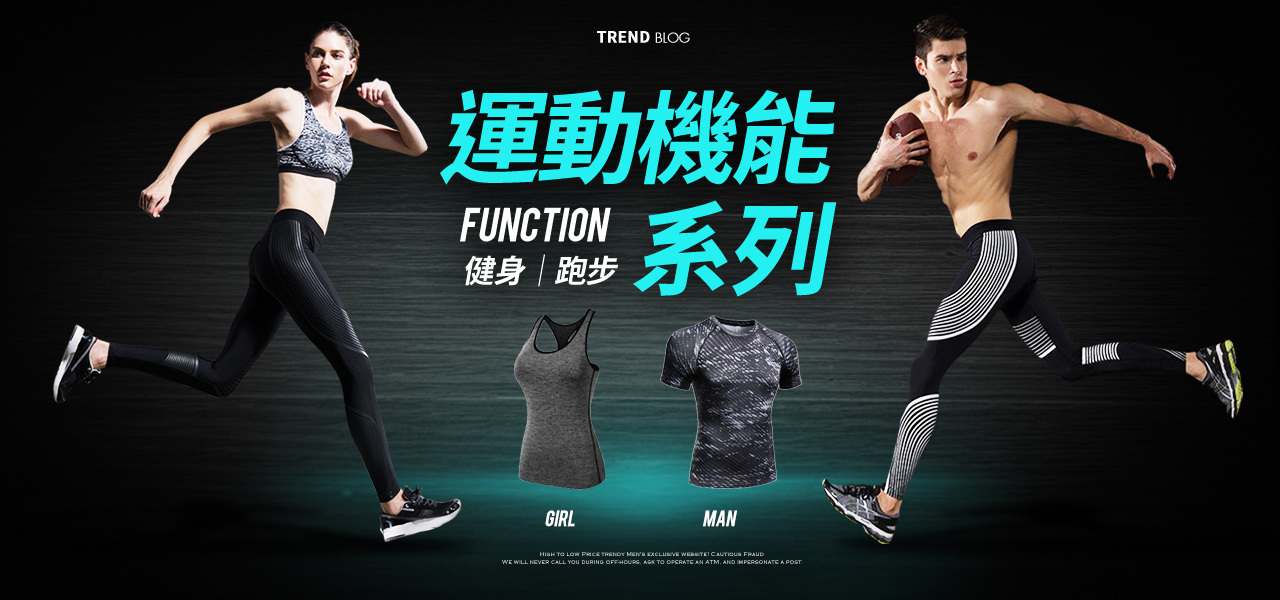 TREND BLOG
運動機能
FUNCTION
健身｜跑步
系列
GIRL
MAN
HIGH TO LOW PRICE TRENDY MEN'S EXCLUSIVE WEBSITE! CAUTIOUS FRAUD
WE WILL NEVER CALL YOU DURING OFF-HOURS, ASK TO OPERATE AN ATM, AND IMPERSONATE A POST